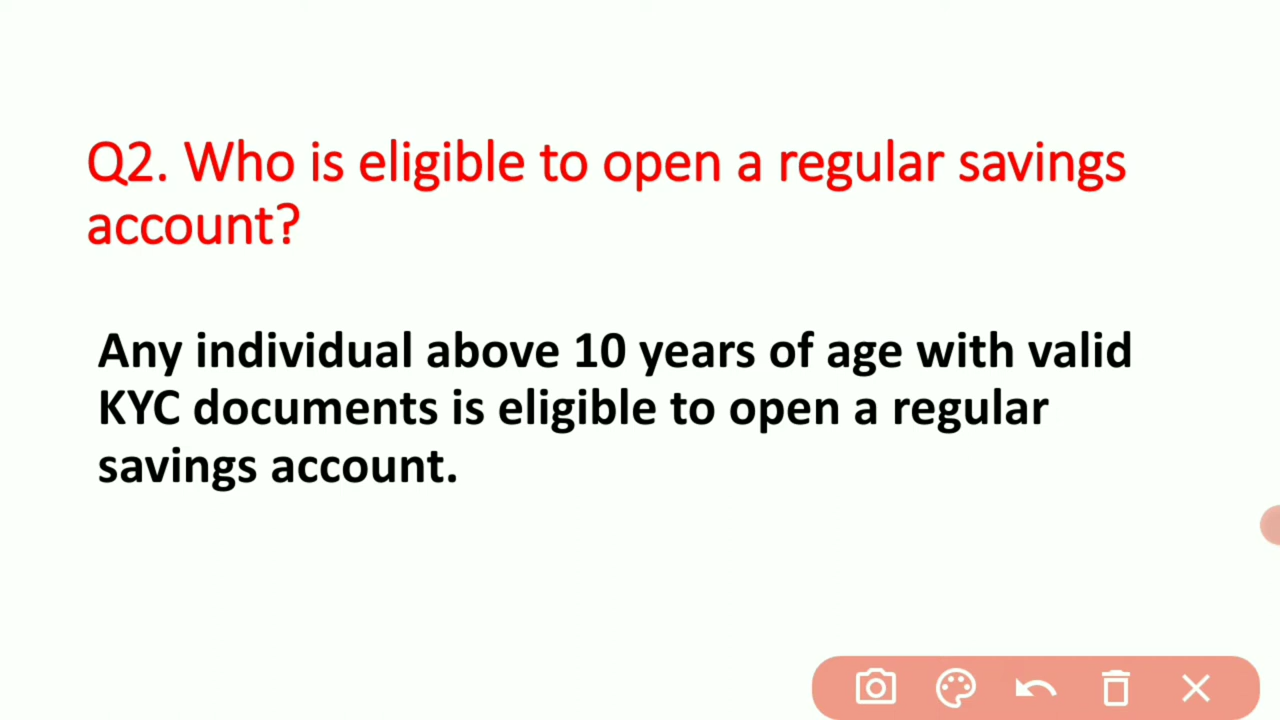 Q2. Who is eligible to open a regular savings
account?
Any individual above 10 years of age with valid
KYC documents is eligible to open a regular
savings account.